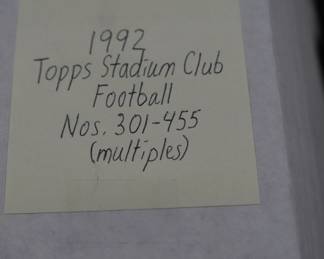 1992
Topps Stadium Club
Football
Nos. 301-455
(multiples)